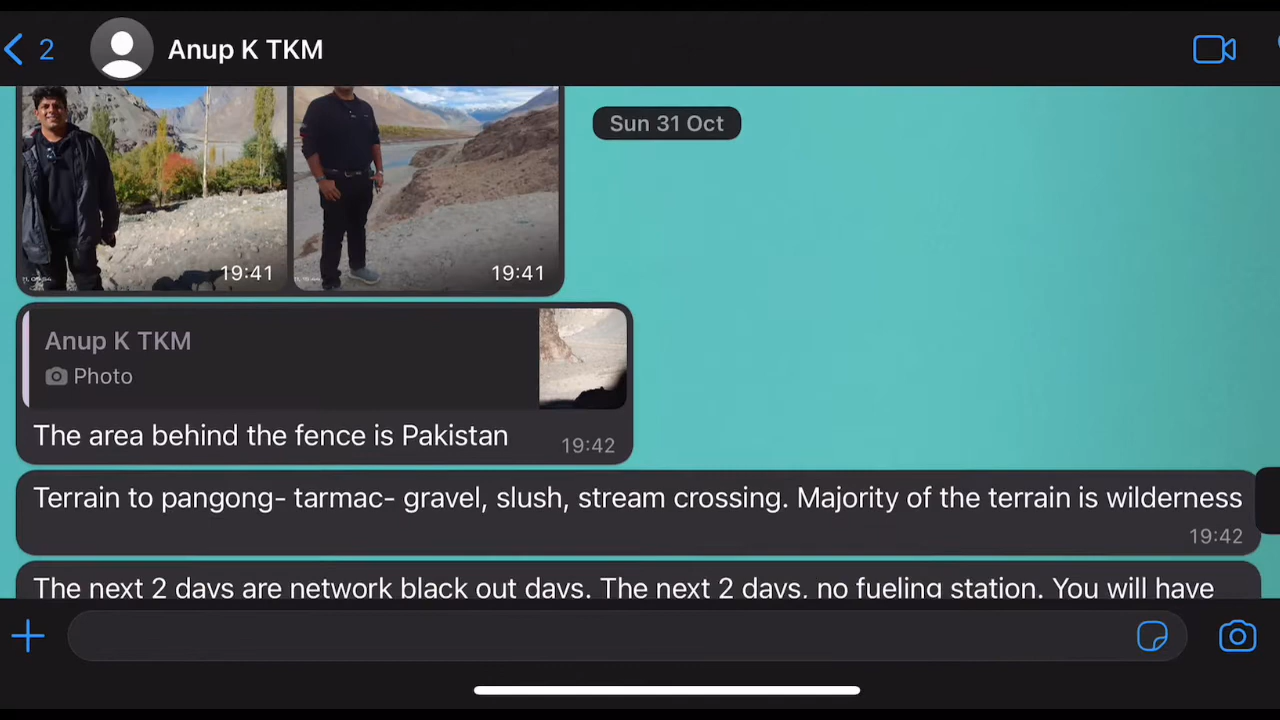 2
Anup K TKM
Sun 31 Oct
19:41
19:41
Anup K TKM
Photo
The area behind the fence is Pakistan
19:42
Terrain to pangong- tarmac- gravel, slush, stream crossing. Majority of the terrain is wilderness
19:42
The next 2 days are network black out days. The next 2 days, no fueling station. You will have